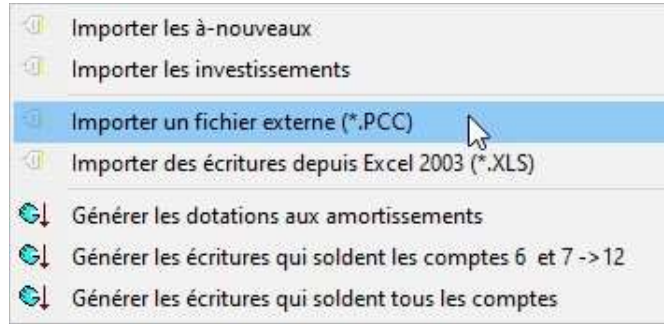 Importer les à-nouveaux
Importer les investissements
Importer un fichier externe (*.PCC)
Importer des écritures depuis Excel 2003 (*.XLS)
Générer les dotations aux amortissements
Générer les écritures qui soldent les comptes 6 et 7 ->12
Générer les écritures qui soldent tous les comptes